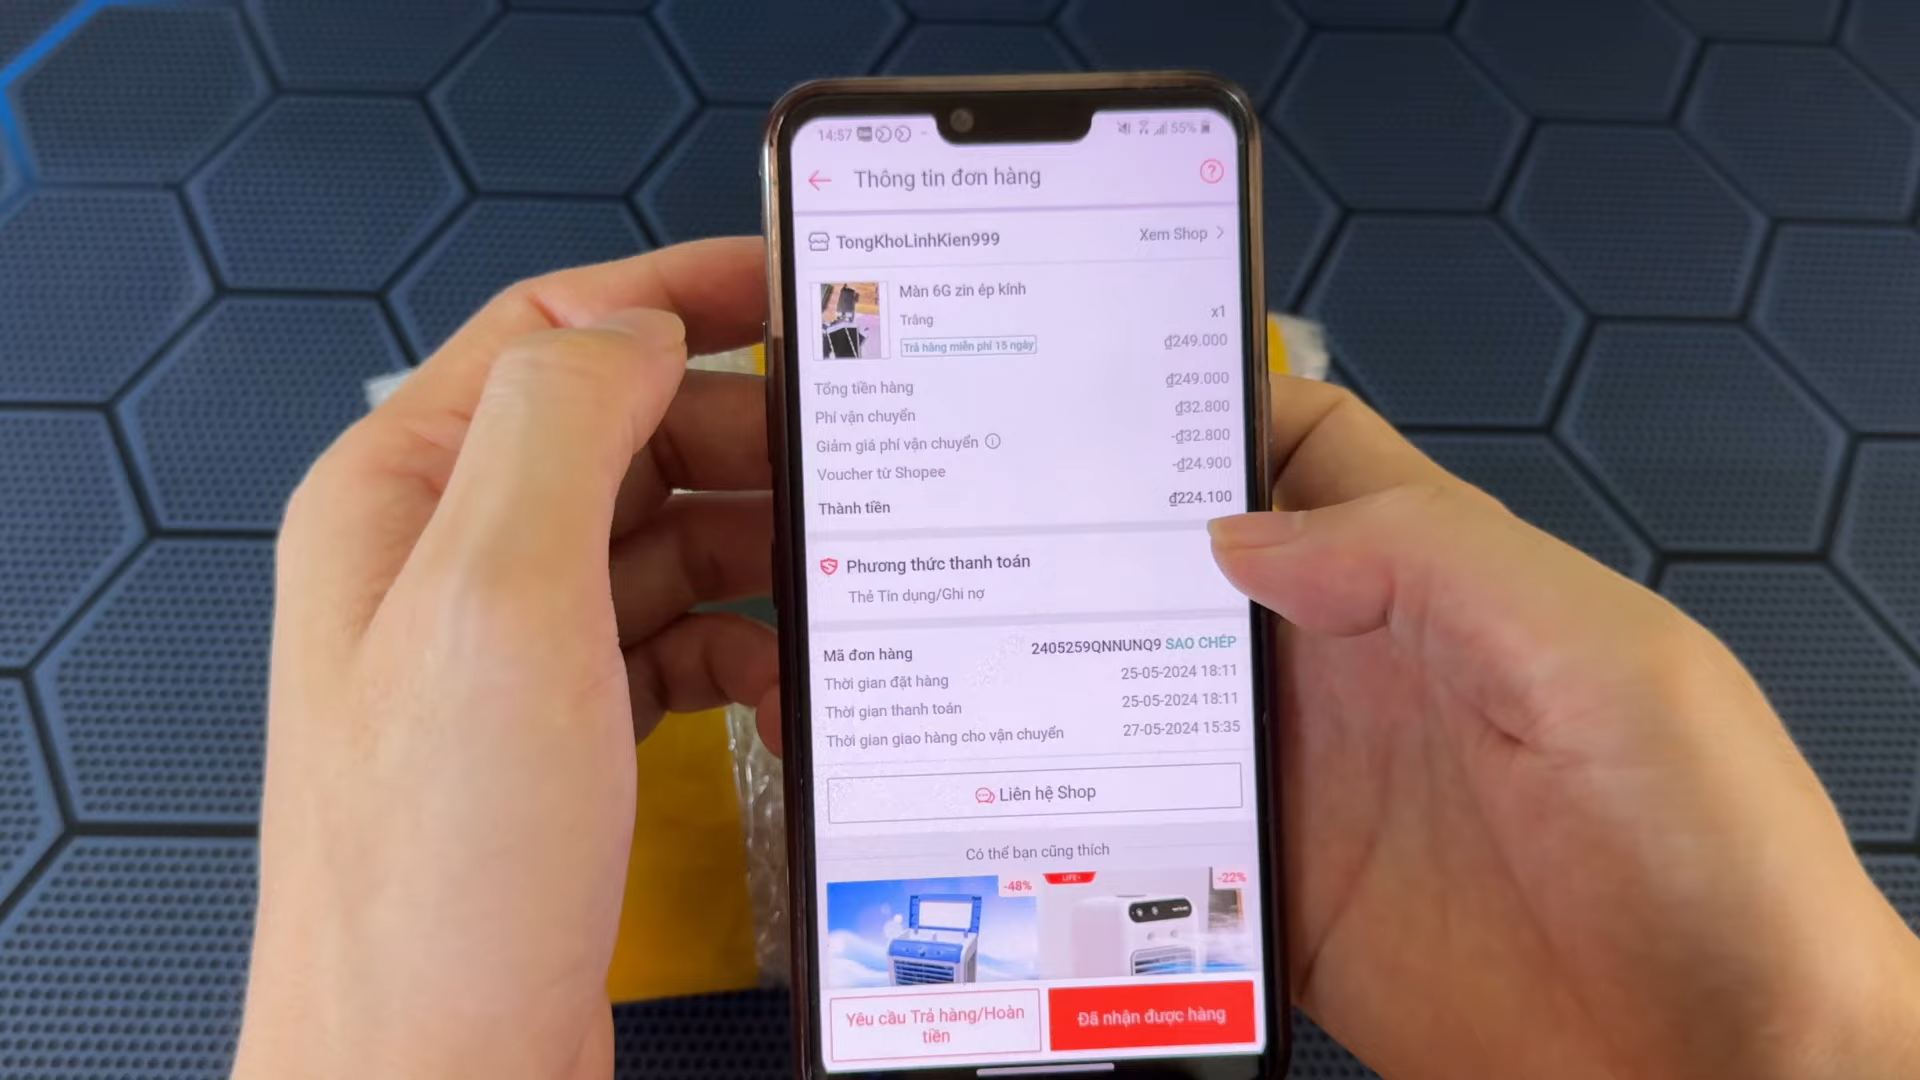 14:57
55%
Thông tin đơn hàng
?
TongKhoLinhKien999
Xem Shop >
Màn 6G zin ép kính
Trắng
x1
Trả hàng miễn phí 15 ngày
₫249.000
Tổng tiền hàng
₫249.000
Phí vận chuyển
₫32.800
Giảm giá phí vận chuyển
-₫32.800
Voucher từ Shopee
-₫24.900
Thành tiền
₫224.100
Phương thức thanh toán
Thẻ Tín dụng/Ghi nợ
Mã đơn hàng
2405259QNNUNQ9 SAO CHÉP
Thời gian đặt hàng
25-05-2024 18:11
Thời gian thanh toán
25-05-2024 18:11
Thời gian giao hàng cho vận chuyển
27-05-2024 15:35
Liên hệ Shop
Có thể bạn cũng thích
-48%
-22%
Yêu cầu Trả hàng/Hoàn
tiền
Đã nhận được hàng